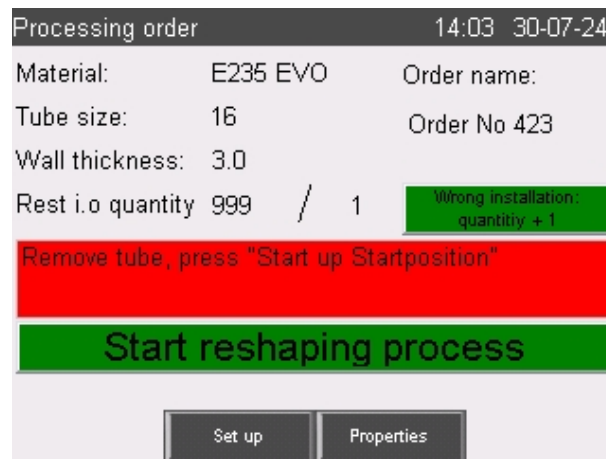 Processing order 14:03 30-07-24
Material: E235 EVO Order name:
Tube size: 16 Order No 423
Wall thickness: 3.0
Rest i.o quantity 999 / 1 Wrong installation:
quantitiy + 1
Remove tube, press "Start up Startposition"
Start reshaping process
Set up Properties